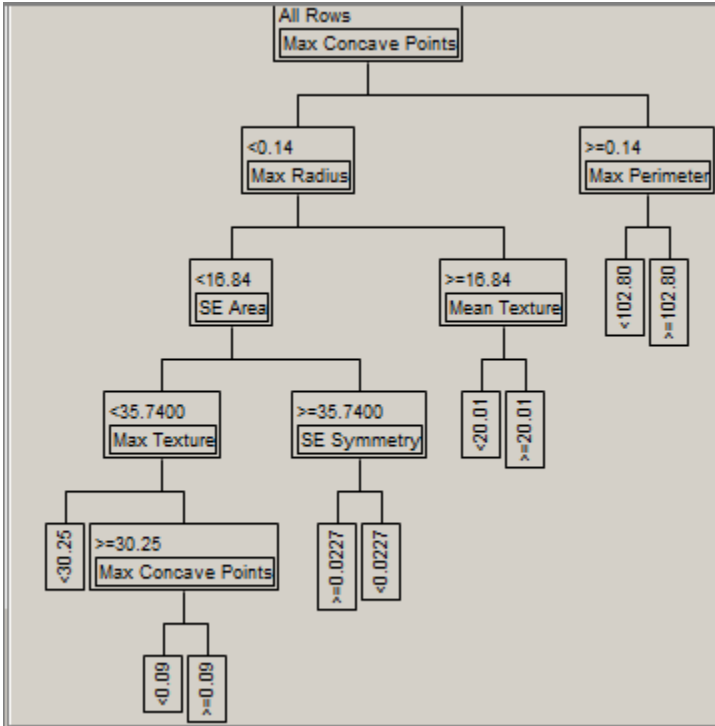 All Rows
Max Concave Points
<0.14
Max Radius
>=0.14
Max Perimeter
<16.84
SE Area
>=16.84
Mean Texture
<102.80
>=102.80
<35.7400
Max Texture
>=35.7400
SE Symmetry
<20.01
>=20.01
<30.25
>=30.25
Max Concave Points
>=0.0227
<0.0227
<0.09
>=0.09